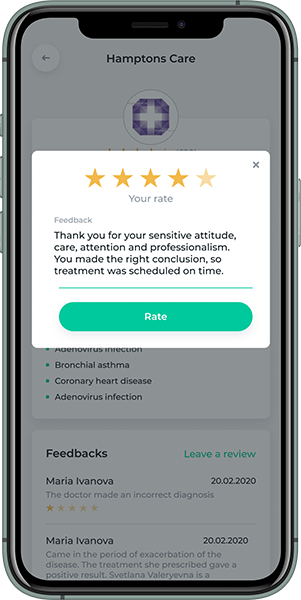 Hamptons Care
Your rate
Feedback
Thank you for your sensitive attitude,
care, attention and professionalism.
You made the right conclusion, so
treatment was scheduled on time.
Rate
Adenovirus infection
Bronchial asthma
Coronary heart disease
Adenovirus infection
Feedbacks Leave a review
Maria Ivanova 20.02.2020
The doctor made an incorrect diagnosis
Maria Ivanova 20.02.2020
Came in the period of exacerbation of the
disease. The treatment she prescribed gave a
positive result. Svetlana Valeryevna is a